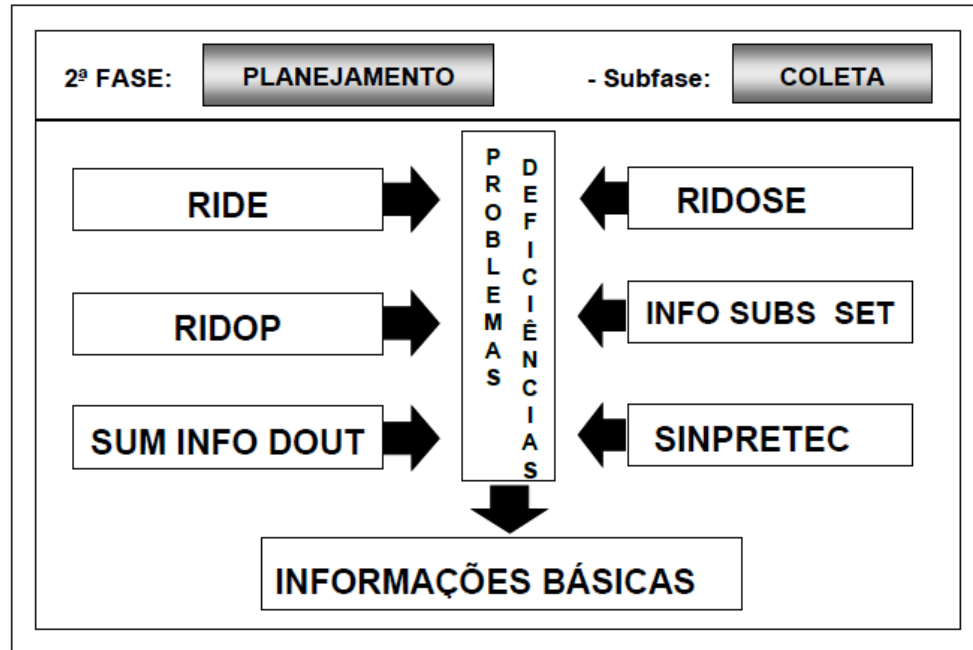 2ª FASE: PLANEJAMENTO - Subfase: COLETA
RIDE
RIDOP
SUM INFO DOUT
PROBLEMAS
DEFICIÊNCIAS
RIDOSE
INFO SUBS SET
SINPRETEC
INFORMAÇÕES BÁSICAS